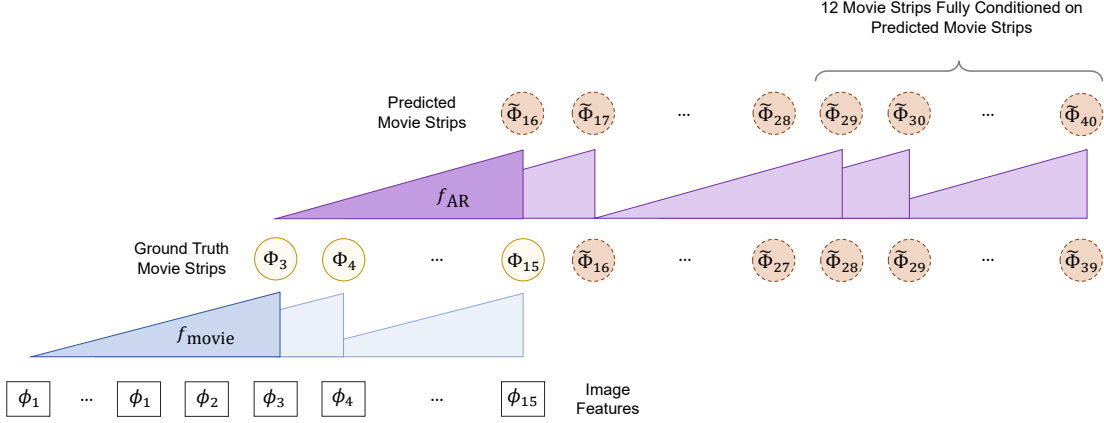 12 Movie Strips Fully Conditioned on
Predicted Movie Strips
Predicted
Movie Strips
Φ̃₁₆ Φ̃₁₇ ... Φ̃₂₈ Φ̃₂₉ Φ̃₃₀ ... Φ̃₄₀
f_AR
Ground Truth
Movie Strips
Φ₃ Φ₄ ... Φ₁₅ Φ̃₁₆ ... Φ̃₂₇ Φ̃₂₈ Φ̃₂₉ ... Φ̃₃₉
f_movie
ϕ₁ ... ϕ₁ ϕ₂ ϕ₃ ϕ₄ ... ϕ₁₅
Image
Features